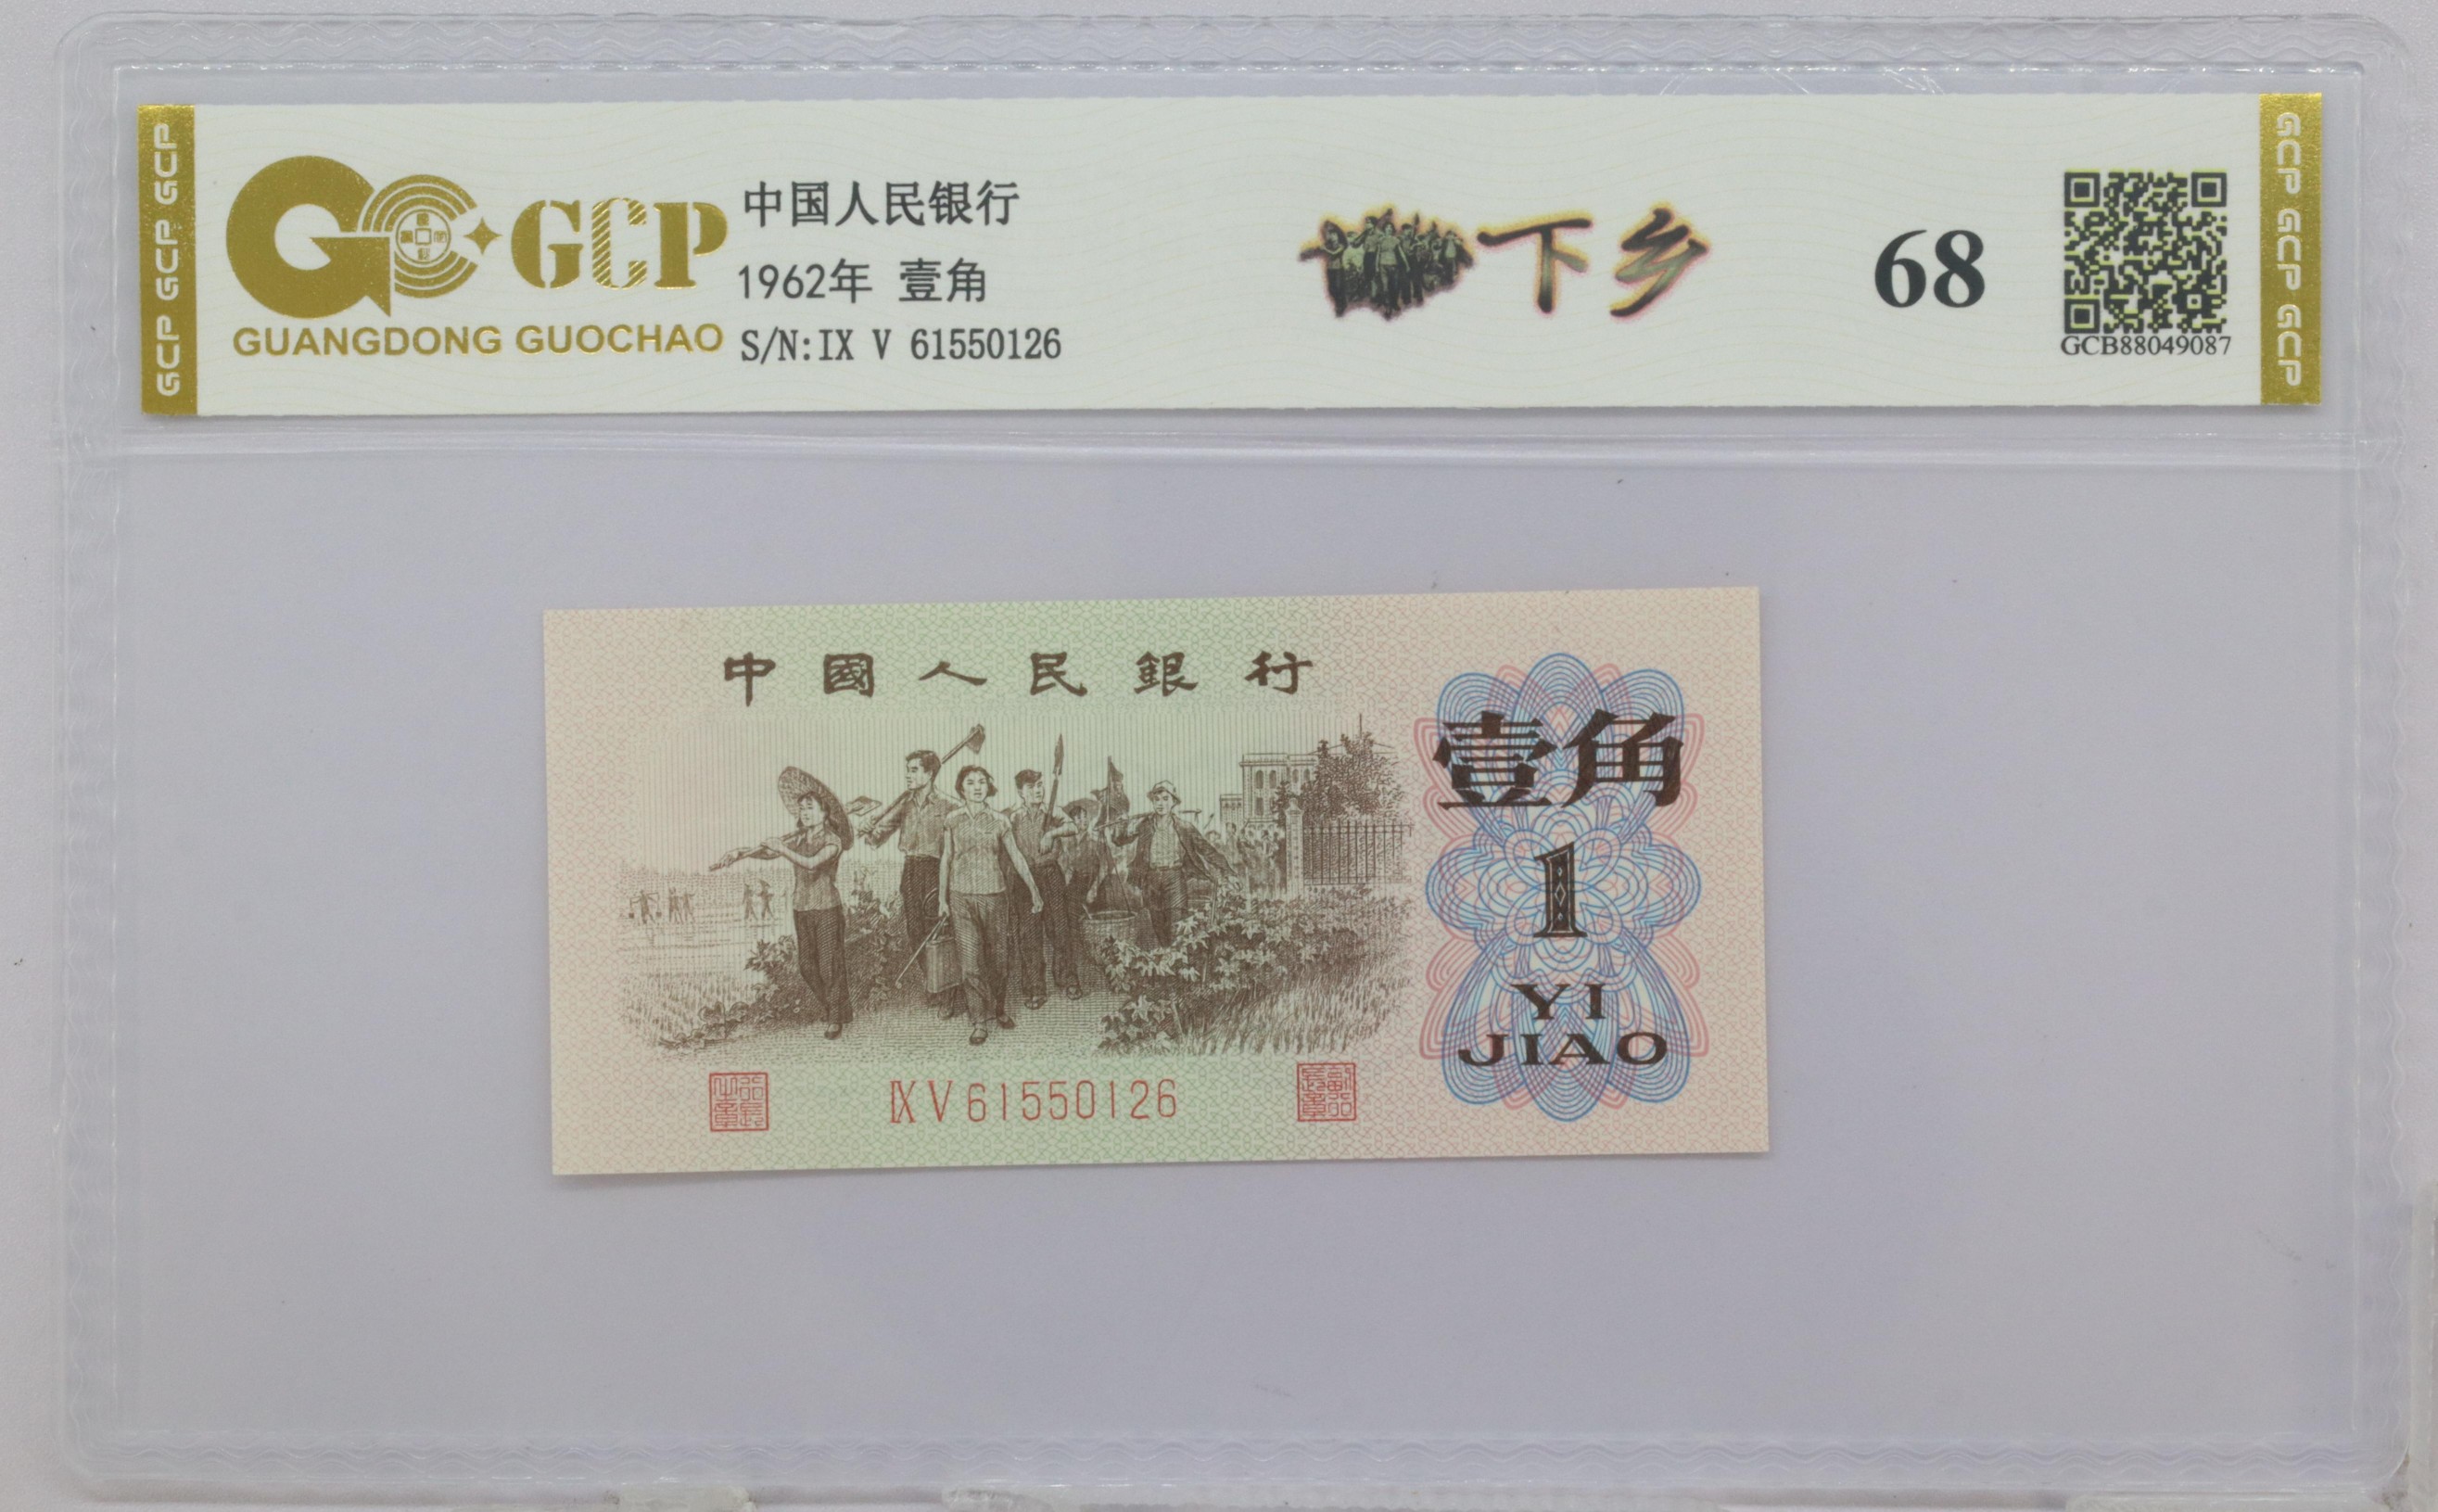 GCP GCP GCP
GCP
GUANGDONG GUOCHAO
中国人民银行
1962年 壹角
S/N:IX V 61550126
下乡
68
GCB88049087
GCP GCP GCP
中國人民銀行
壹角
1
YI
JIAO
IX V 61550126